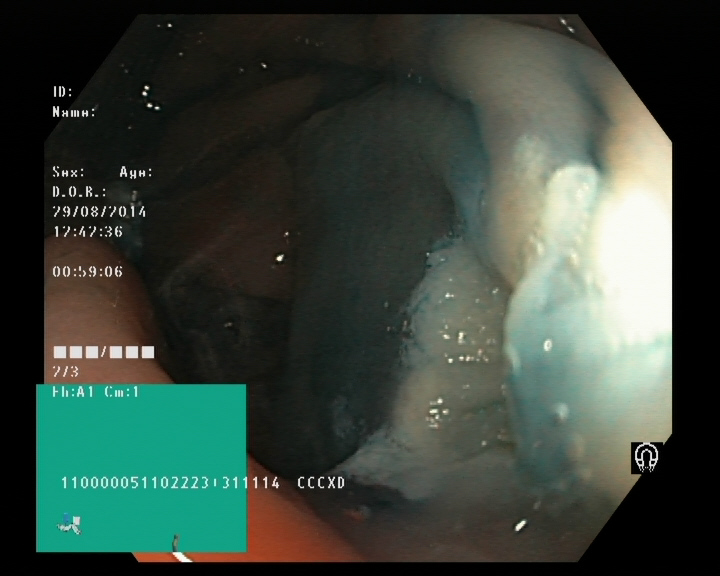 ID:
Name:
Sex: Age:
D.O.B.:
29/08/2014
12:42:36
00:59:06
■■■/■■■
2/3
Eh:A1 Cm:1
110000051102223 311114 CCCXD